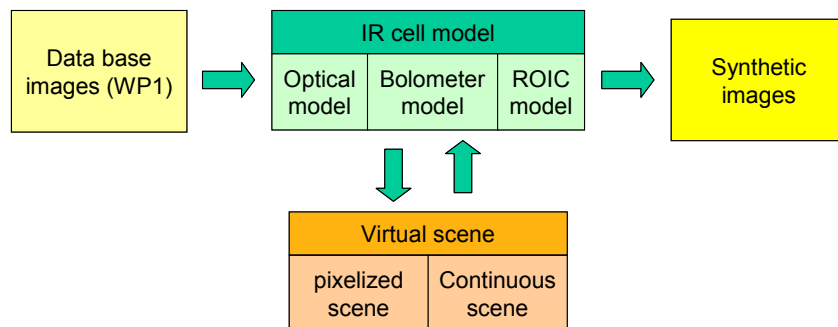 Data base
images (WP1)
IR cell model
Optical
model
Bolometer
model
ROIC
model
Synthetic
images
Virtual scene
pixelized
scene
Continuous
scene